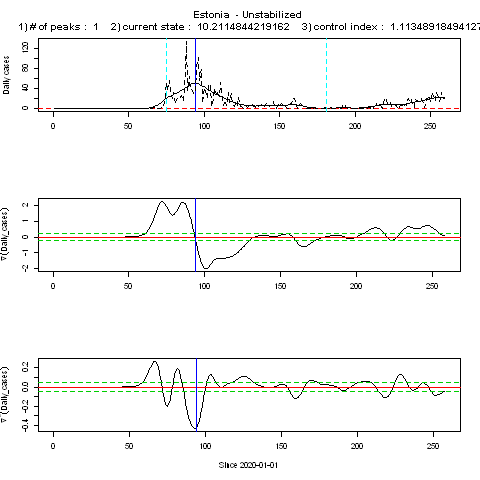 Estonia - Unstabilized
1) # of peaks : 1 2) current state : 10.2114844219162 3) control index : 1.11348918494127
Daily_cases
0 40 80 120
0 50 100 150 200 250
∇(Daily_cases)
-2 -1 0 1 2
0 50 100 150 200 250
∇(Daily_cases)
-0.4 -0.2 0.0 0.2
0 50 100 150 200 250
Since 2020-01-01